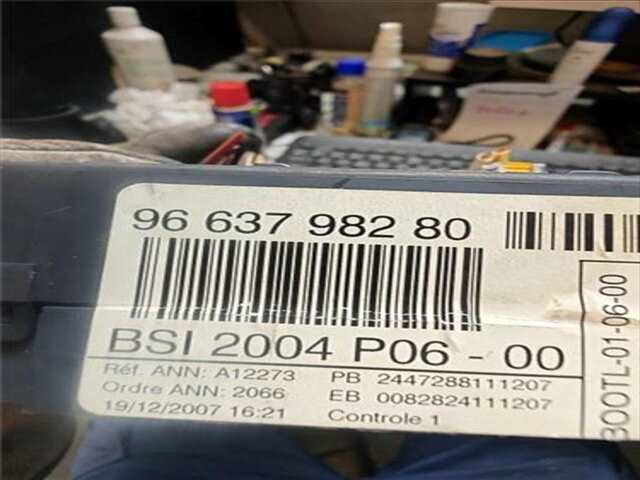 96 637 982 80
BSI 2004 P06 - 00
Réf. ANN: A12273 PB 2447288111207
Ordre ANN: 2066 EB 0082824111207
19/12/2007 16:21 Controle 1
BOOTL-01-06-00